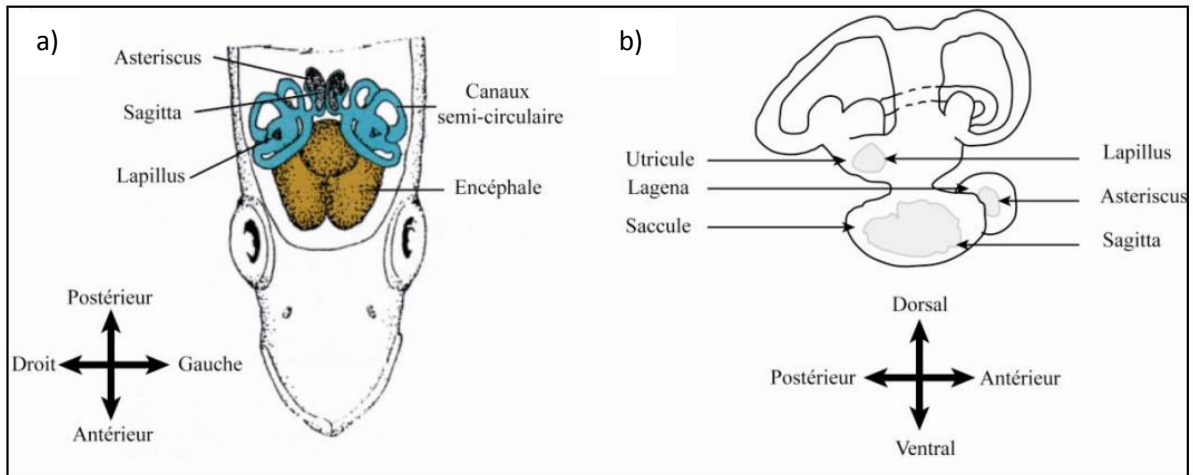 a)
Asteriscus
Sagitta
Lapillus
Canaux
semi-circulaire
Encéphale
Postérieur
Droit
Gauche
Antérieur
b)
Utricule
Lagena
Saccule
Lapillus
Asteriscus
Sagitta
Dorsal
Postérieur
Antérieur
Ventral